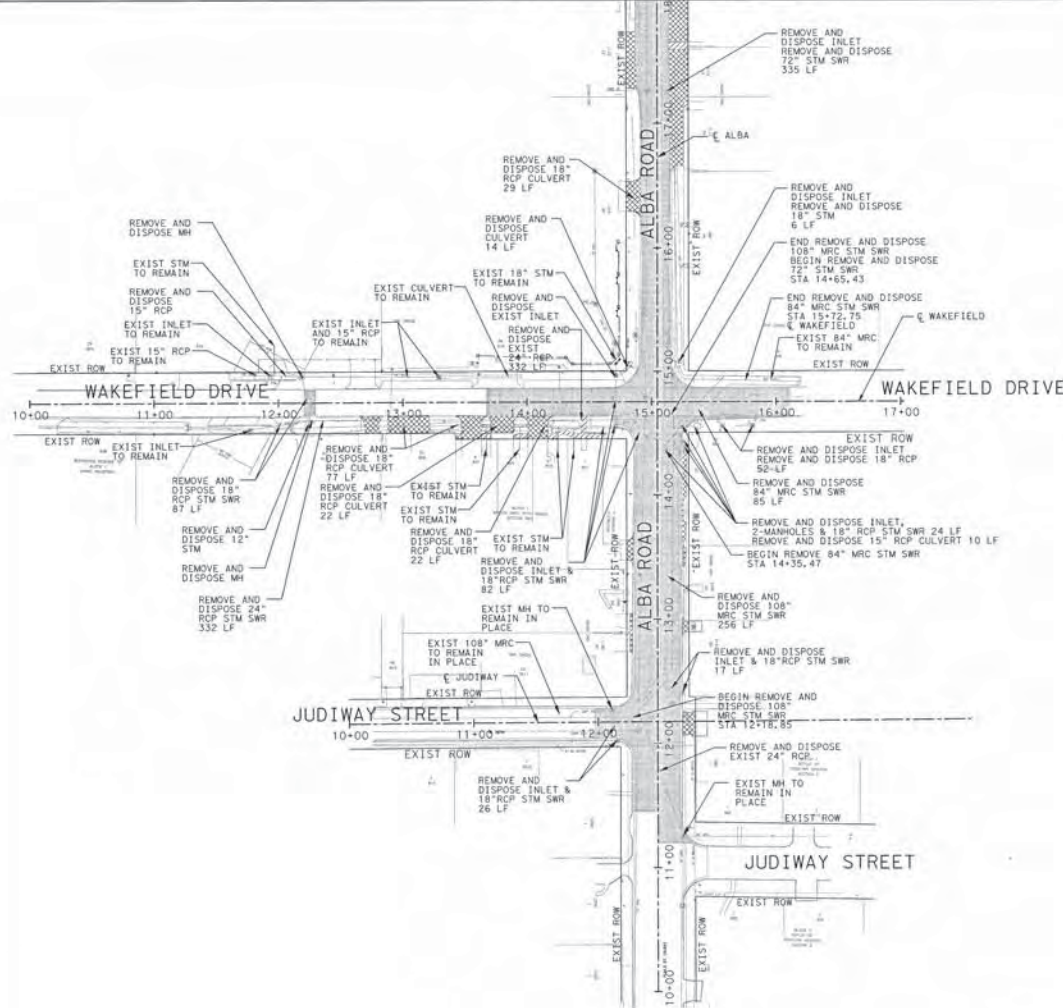 REMOVE AND
DISPOSE INLET
REMOVE AND DISPOSE
72" STM SWR
335 LF
EXIST ROW
17+00
℄ ALBA
ALBA ROAD
REMOVE AND
DISPOSE 18"
RCP CULVERT
29 LF
REMOVE AND
DISPOSE INLET
REMOVE AND DISPOSE
18" STM
6 LF
REMOVE AND
DISPOSE
CULVERT
14 LF
REMOVE AND
DISPOSE MH
16+00
EXIST ROW
END REMOVE AND DISPOSE
108" MRC STM SWR
BEGIN REMOVE AND DISPOSE
72" STM SWR
STA 14+65.43
EXIST STM
TO REMAIN
EXIST 18" STM
TO REMAIN
REMOVE AND
DISPOSE
15" RCP
EXIST CULVERT
TO REMAIN
REMOVE AND
DISPOSE
EXIST INLET
END REMOVE AND DISPOSE
84" MRC STM SWR
STA 15+72.75
℄ WAKEFIELD
℄ WAKEFIELD
EXIST INLET
TO REMAIN
EXIST INLET
AND 15" RCP
TO REMAIN
REMOVE AND
DISPOSE
EXIST
24" RCP
332 LF
EXIST 84" MRC
TO REMAIN
EXIST 15" RCP
TO REMAIN
EXIST ROW
15+00
EXIST ROW
WAKEFIELD DRIVE
WAKEFIELD DRIVE
10+00
11+00
12+00
13+00
14+00
15+00
16+00
17+00
EXIST ROW
EXIST ROW
EXIST INLET
TO REMAIN
REMOVE AND
DISPOSE 18"
RCP CULVERT
77 LF
REMOVE AND DISPOSE INLET
REMOVE AND DISPOSE 18" RCP
52 LF
REMOVE AND
DISPOSE 18"
RCP STM SWR
87 LF
REMOVE AND
DISPOSE 18"
RCP CULVERT
22 LF
EXIST STM
TO REMAIN
REMOVE AND DISPOSE
84" MRC STM SWR
85 LF
14+00
EXIST STM
TO REMAIN
REMOVE AND DISPOSE INLET,
2-MANHOLES & 18" RCP STM SWR 24 LF
REMOVE AND DISPOSE 15" RCP CULVERT 10 LF
REMOVE AND
DISPOSE 12"
STM
REMOVE AND
DISPOSE 18"
RCP CULVERT
22 LF
EXIST STM
TO REMAIN
EXIST ROW
ALBA ROAD
EXIST ROW
BEGIN REMOVE 84" MRC STM SWR
STA 14+35.47
REMOVE AND
DISPOSE MH
REMOVE AND
DISPOSE INLET &
18"RCP STM SWR
82 LF
REMOVE AND
DISPOSE 24"
RCP STM SWR
332 LF
REMOVE AND
DISPOSE 108"
MRC STM SWR
256 LF
EXIST MH TO
REMAIN IN
PLACE
13+00
EXIST 108" MRC
TO REMAIN
IN PLACE
REMOVE AND DISPOSE
INLET & 18"RCP STM SWR
17 LF
℄ JUDIWAY
EXIST ROW
BEGIN REMOVE AND
DISPOSE 108"
MRC STM SWR
STA 12+18.85
JUDIWAY STREET
10+00
11+00
12+00
12+00
EXIST ROW
REMOVE AND DISPOSE
EXIST 24" RCP
REMOVE AND
DISPOSE INLET &
18"RCP STM SWR
26 LF
EXIST MH TO
REMAIN IN
PLACE
EXIST ROW
11+00
JUDIWAY STREET
EXIST ROW
EXIST ROW
EXIST ROW
10+00